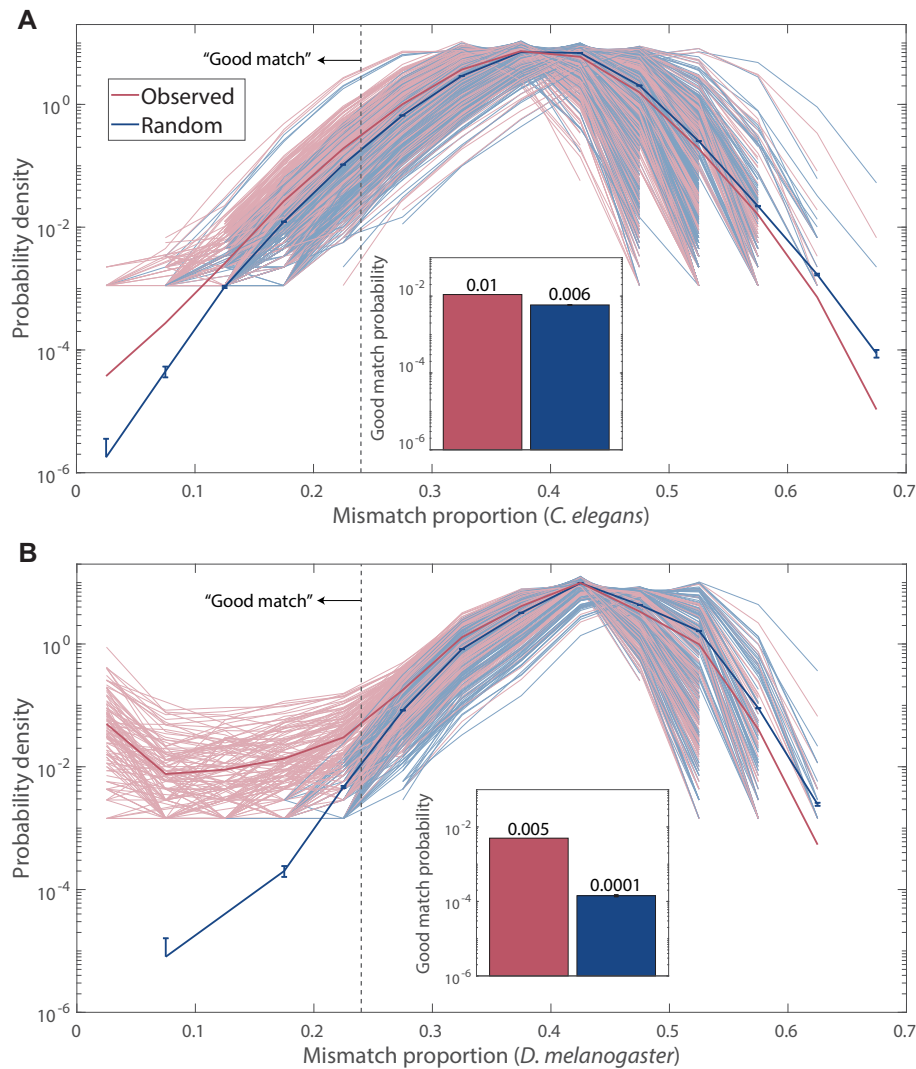 A
"Good match"
Observed
Random
Probability density
10^0
10^-2
10^-4
10^-6
Good match probability
10^-2
10^-4
10^-6
0.01
0.006
0 0.1 0.2 0.3 0.4 0.5 0.6 0.7
Mismatch proportion (C. elegans)
B
"Good match"
Probability density
10^0
10^-2
10^-4
10^-6
Good match probability
10^-2
10^-4
10^-6
0.005
0.0001
0 0.1 0.2 0.3 0.4 0.5 0.6 0.7
Mismatch proportion (D. melanogaster)